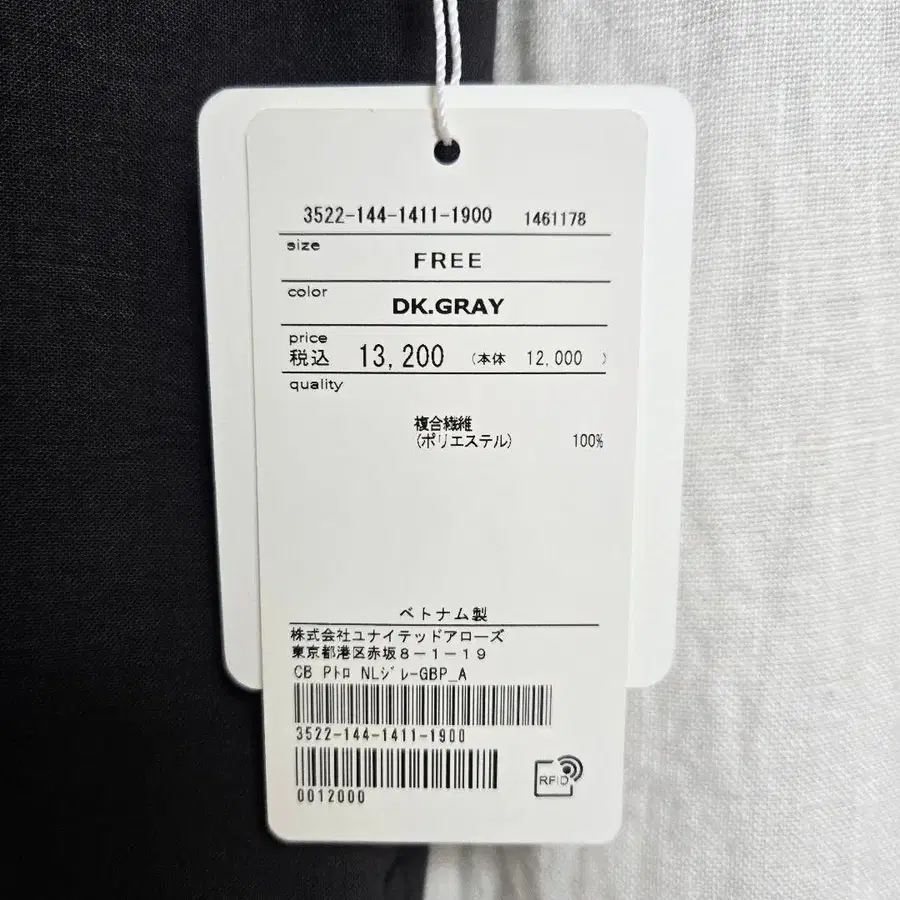 3522-144-1411-1900 1461178
size
FREE
color
DK.GRAY
price
税込 13,200 (本体 12,000 )
quality
複合繊維
(ポリエステル) 100%
ベトナム製
株式会社ユナイテッドアローズ
東京都港区赤坂8-1-19
CB Pトロ NLジレ-GBP_A
3522-144-1411-1900
0012000
RFID